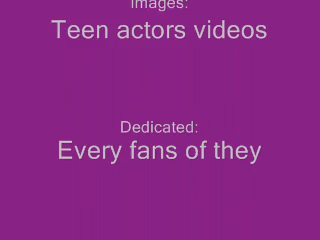 Images:
Teen actors videos
Dedicated:
Every fans of they